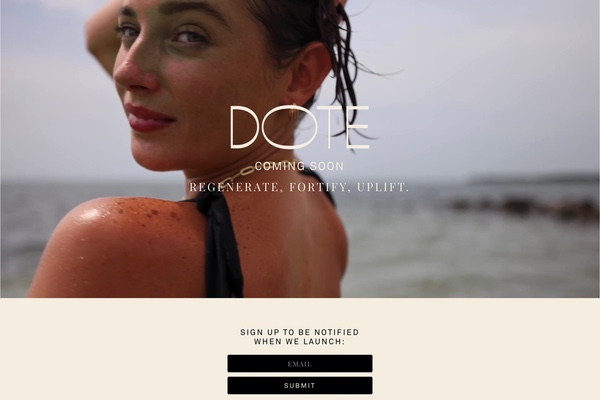 DOTE
COMING SOON
REGENERATE, FORTIFY, UPLIFT.
SIGN UP TO BE NOTIFIED
WHEN WE LAUNCH:
EMAIL
SUBMIT